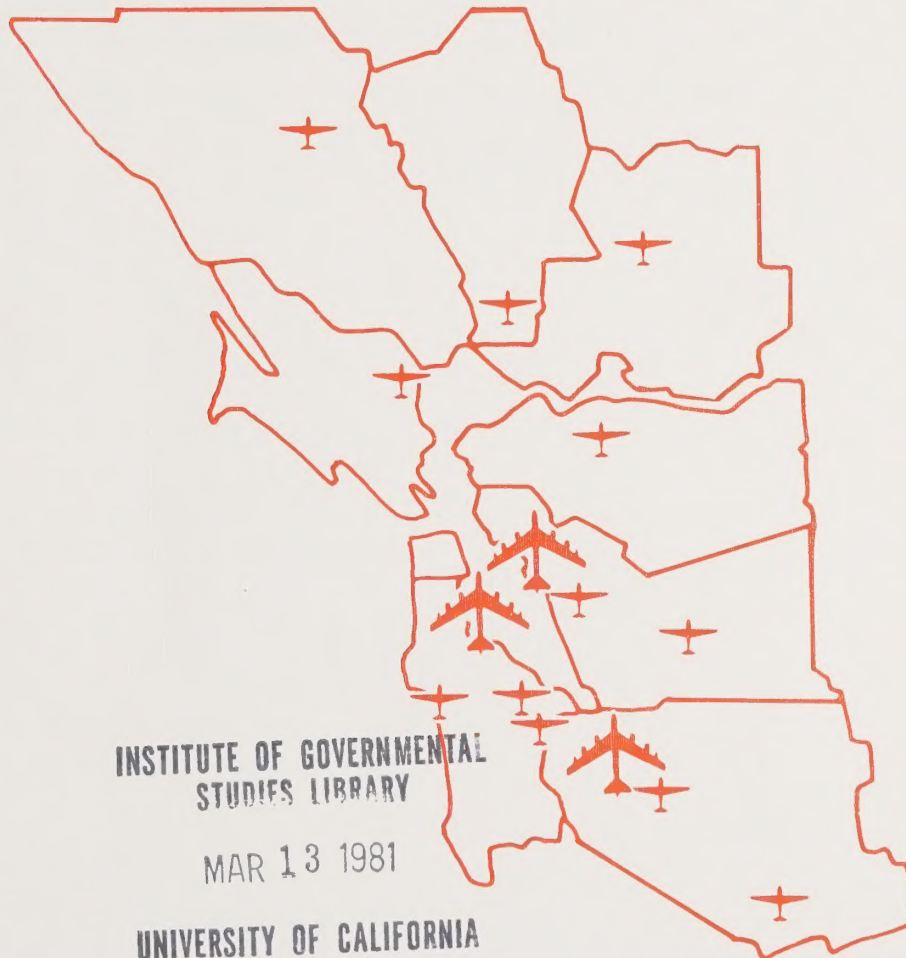 INSTITUTE OF GOVERNMENTAL
STUDIES LIBRARY
MAR 13 1981
UNIVERSITY OF CALIFORNIA